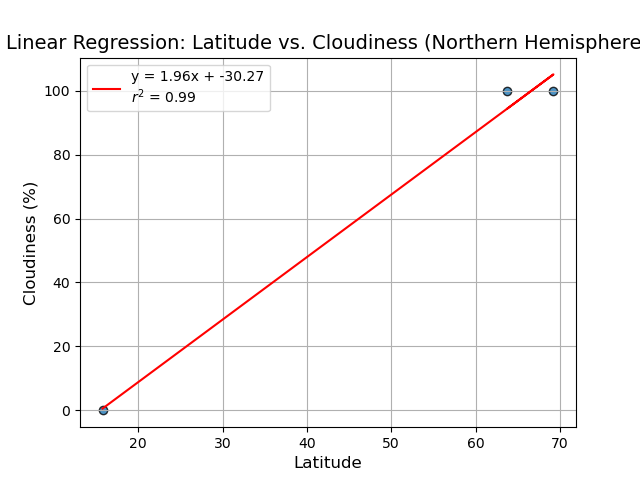 Linear Regression: Latitude vs. Cloudiness (Northern Hemisphere
y = 1.96x + -30.27
r² = 0.99
100
80
60
40
20
0
Cloudiness (%)
20 30 40 50 60 70
Latitude